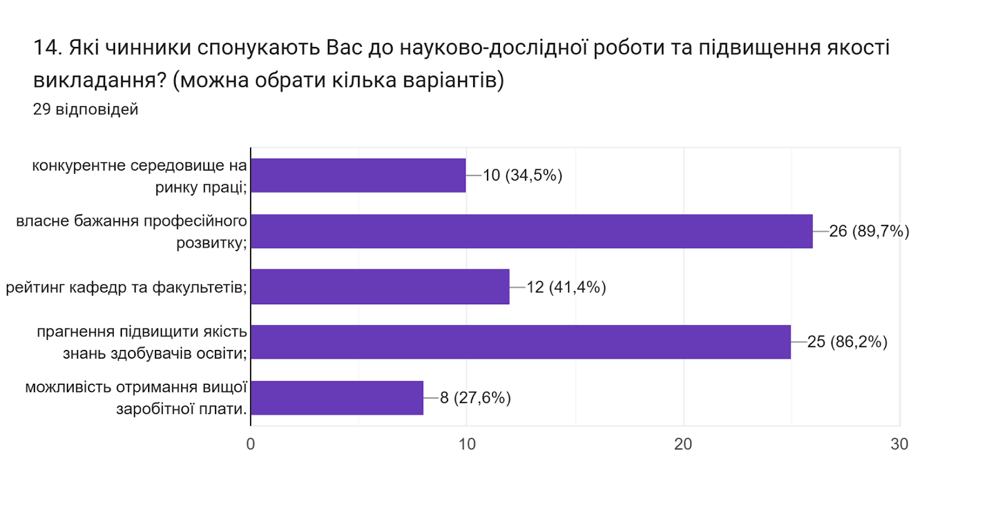 14. Які чинники спонукають Вас до науково-дослідної роботи та підвищення якості
викладання? (можна обрати кілька варіантів)
29 відповідей
конкурентне середовище на
ринку праці;
10 (34,5%)
власне бажання професійного
розвитку;
26 (89,7%)
рейтинг кафедр та факультетів;
12 (41,4%)
прагнення підвищити якість
знань здобувачів освіти;
25 (86,2%)
можливість отримання вищої
заробітної плати.
8 (27,6%)
0 10 20 30